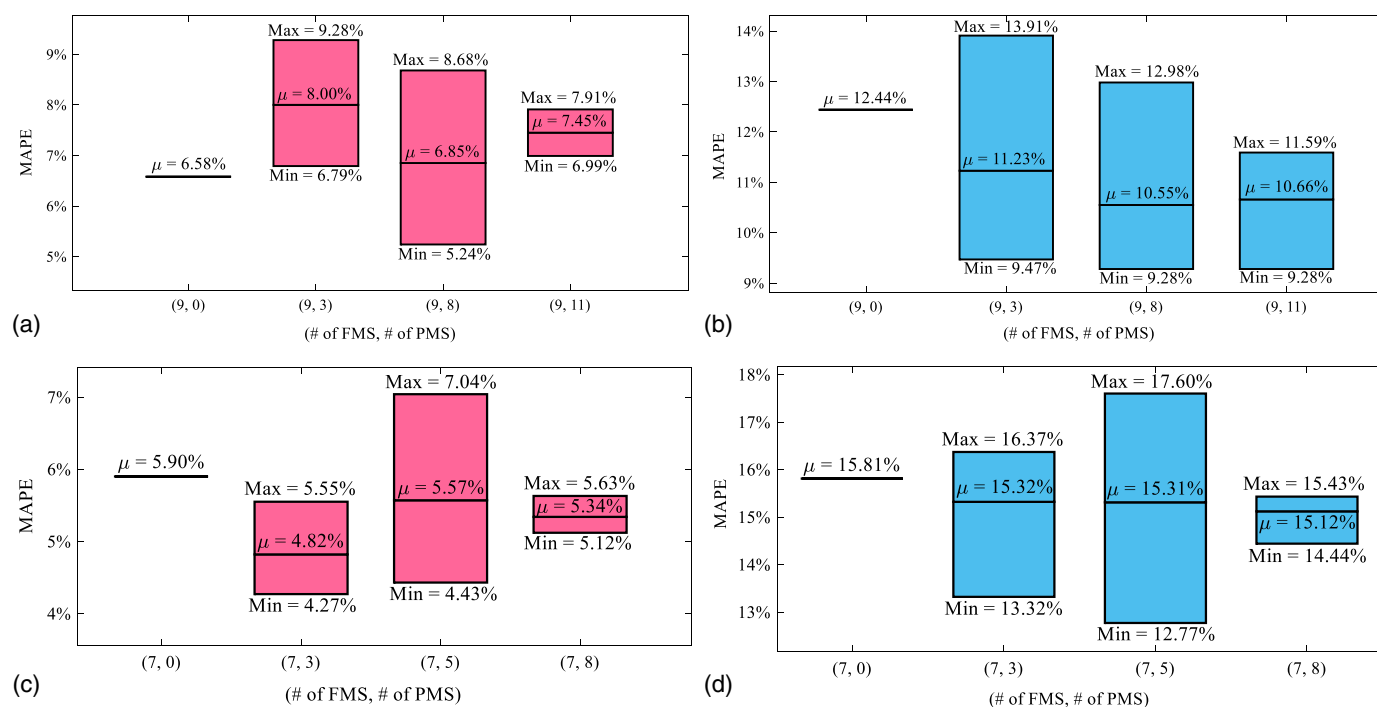 Max = 9.28%
9%
Max = 8.68%
μ = 8.00%
Max = 7.91%
8%
μ = 7.45%
MAPE
7%
μ = 6.58%
μ = 6.85%
Min = 6.79%
Min = 6.99%
6%
Min = 5.24%
5%
(9, 0)
(9, 3)
(9, 8)
(9, 11)
(a)
(# of FMS, # of PMS)
14%
Max = 13.91%
13%
Max = 12.98%
μ = 12.44%
12%
Max = 11.59%
MAPE
μ = 11.23%
11%
μ = 10.55%
μ = 10.66%
10%
Min = 9.47%
Min = 9.28%
Min = 9.28%
9%
(9, 0)
(9, 3)
(9, 8)
(9, 11)
(b)
(# of FMS, # of PMS)
Max = 7.04%
7%
6%
μ = 5.90%
Max = 5.55%
μ = 5.57%
Max = 5.63%
MAPE
μ = 5.34%
5%
μ = 4.82%
Min = 5.12%
Min = 4.27%
Min = 4.43%
4%
(7, 0)
(7, 3)
(7, 5)
(7, 8)
(c)
(# of FMS, # of PMS)
18%
Max = 17.60%
17%
Max = 16.37%
16%
μ = 15.81%
Max = 15.43%
MAPE
μ = 15.32%
μ = 15.31%
15%
μ = 15.12%
14%
Min = 14.44%
Min = 13.32%
13%
Min = 12.77%
(7, 0)
(7, 3)
(7, 5)
(7, 8)
(d)
(# of FMS, # of PMS)